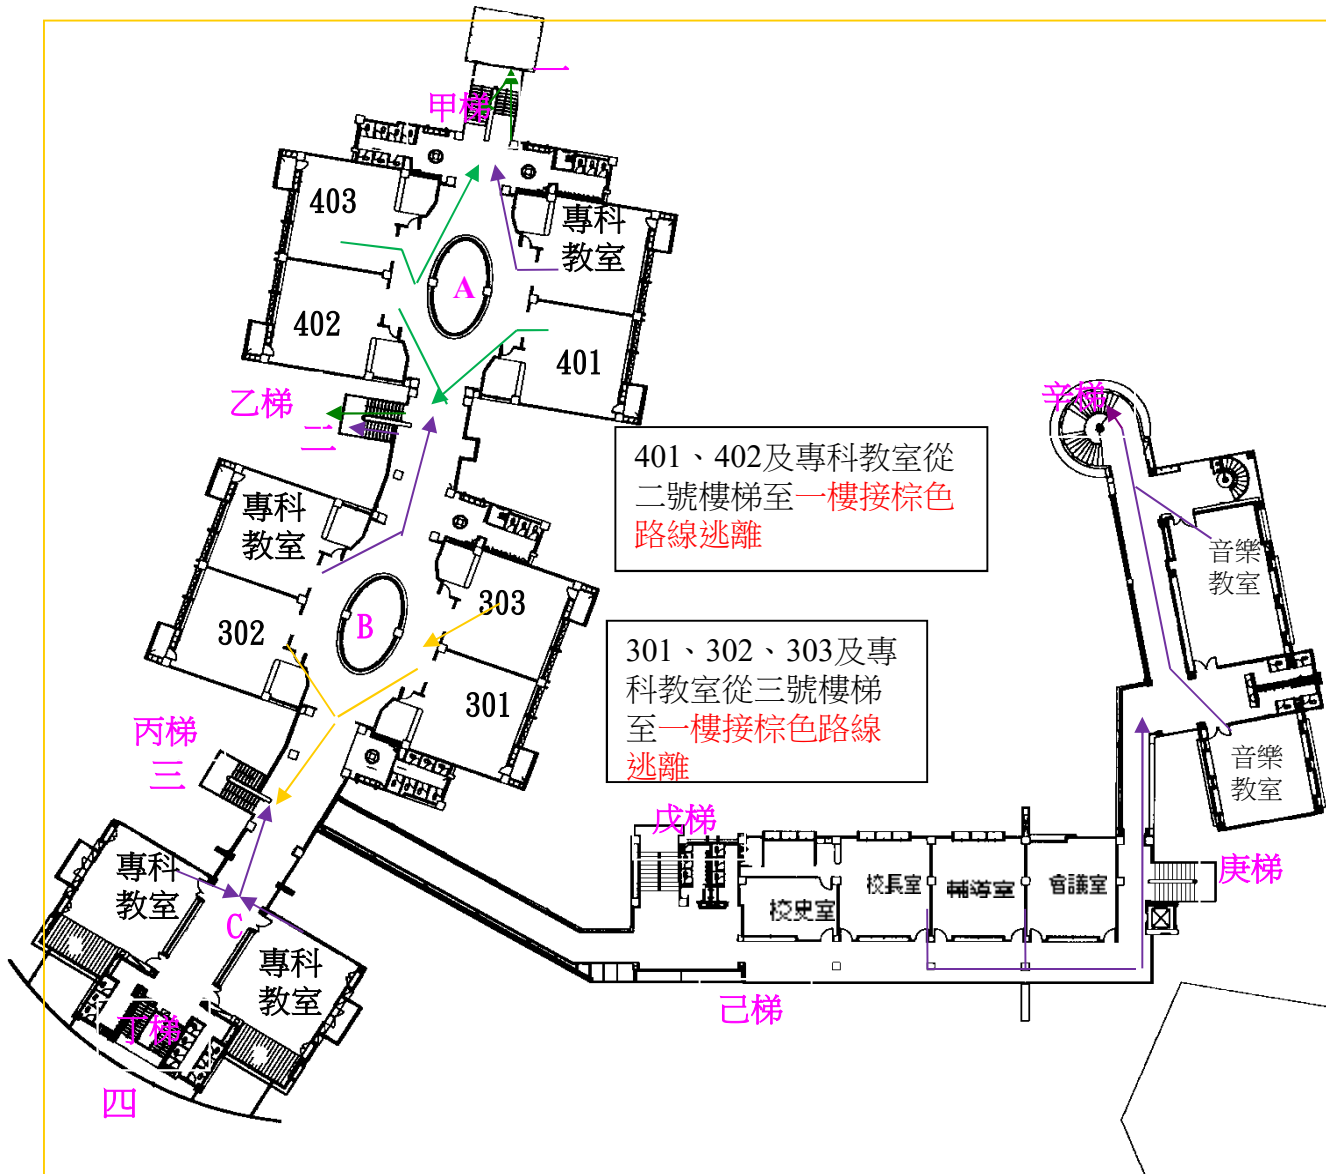 一
甲梯
403
專科
教室
A
402
401
乙梯
二
辛梯
401、402及專科教室從
二號樓梯至一樓接棕色
路線逃離
專科
教室
音樂
教室
303
B
302
301、302、303及專
科教室從三號樓梯
至一樓接棕色路線
逃離
301
丙梯
三
音樂
教室
戊梯
專科
教室
校長室
輔導室
會議室
庚梯
校史室
C
專科
教室
己梯
丁梯
四